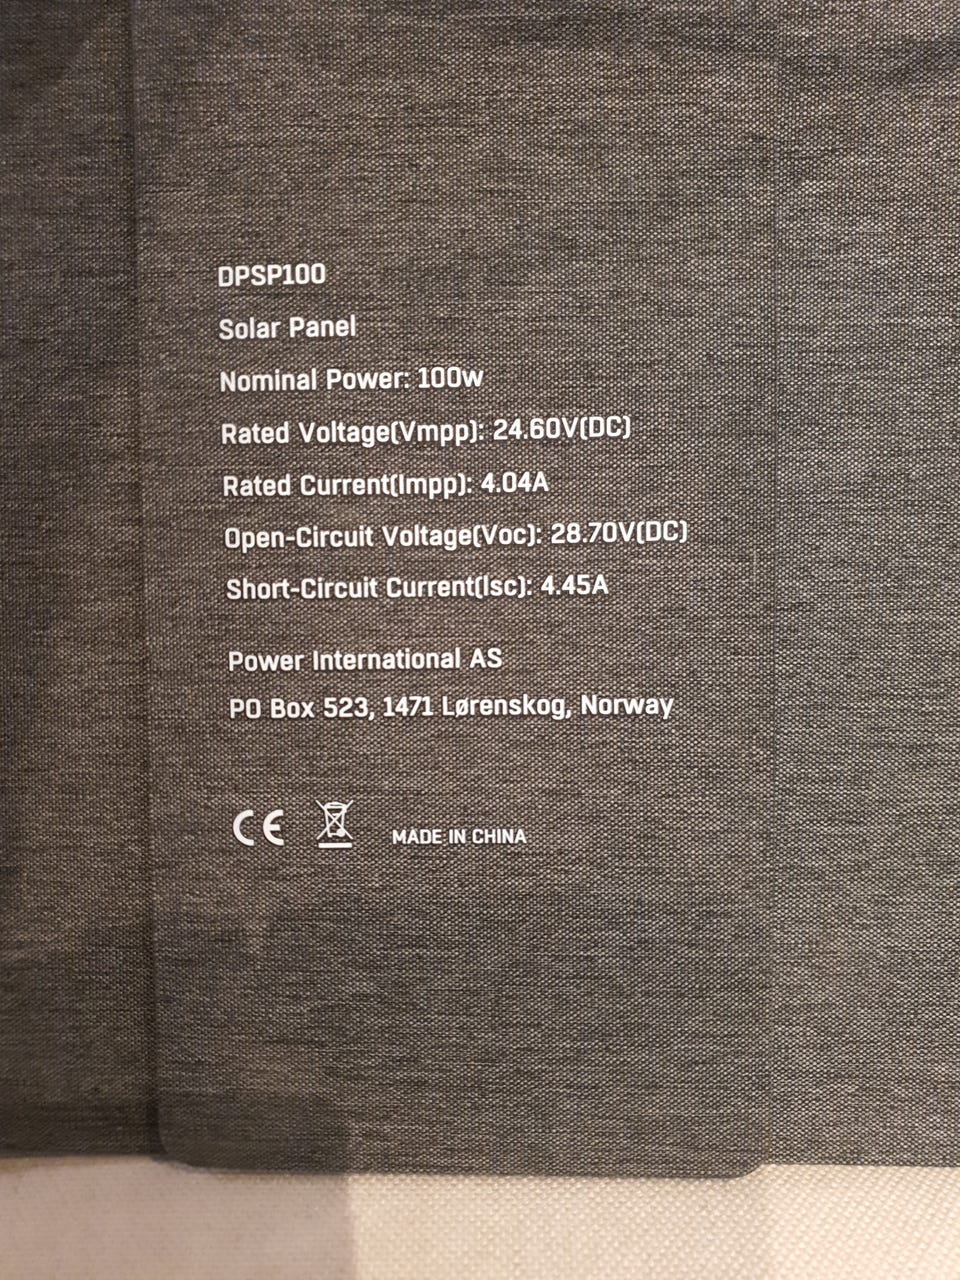 DPSP100
Solar Panel
Nominal Power: 100w
Rated Voltage(Vmpp): 24.60V(DC)
Rated Current(Impp): 4.04A
Open-Circuit Voltage(Voc): 28.70V(DC)
Short-Circuit Current(Isc): 4.45A
Power International AS
PO Box 523, 1471 Lørenskog, Norway
CE MADE IN CHINA